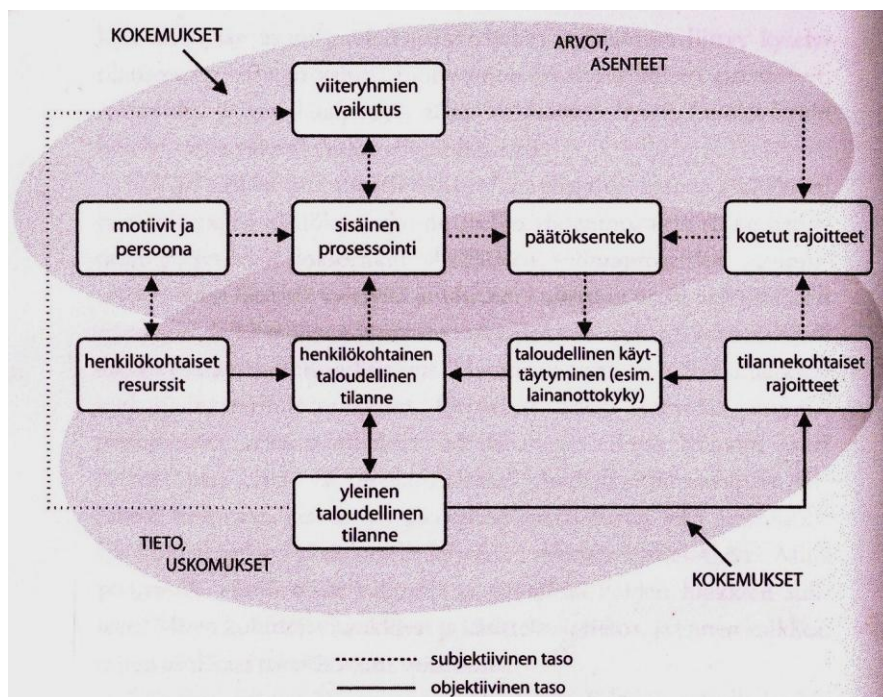 KOKEMUKSET
ARVOT,
ASENTEET
viiteryhmien
vaikutus
motiivit ja
persoona
sisäinen
prosessointi
päätöksenteko
koetut rajoitteet
henkilökohtaiset
resurssit
henkilökohtainen
taloudellinen
tilanne
taloudellinen käyt-
täytyminen (esim.
lainanottokyky)
tilannekohtaiset
rajoitteet
yleinen
taloudellinen
tilanne
TIETO,
USKOMUKSET
KOKEMUKSET
subjektiivinen taso
objektiivinen taso